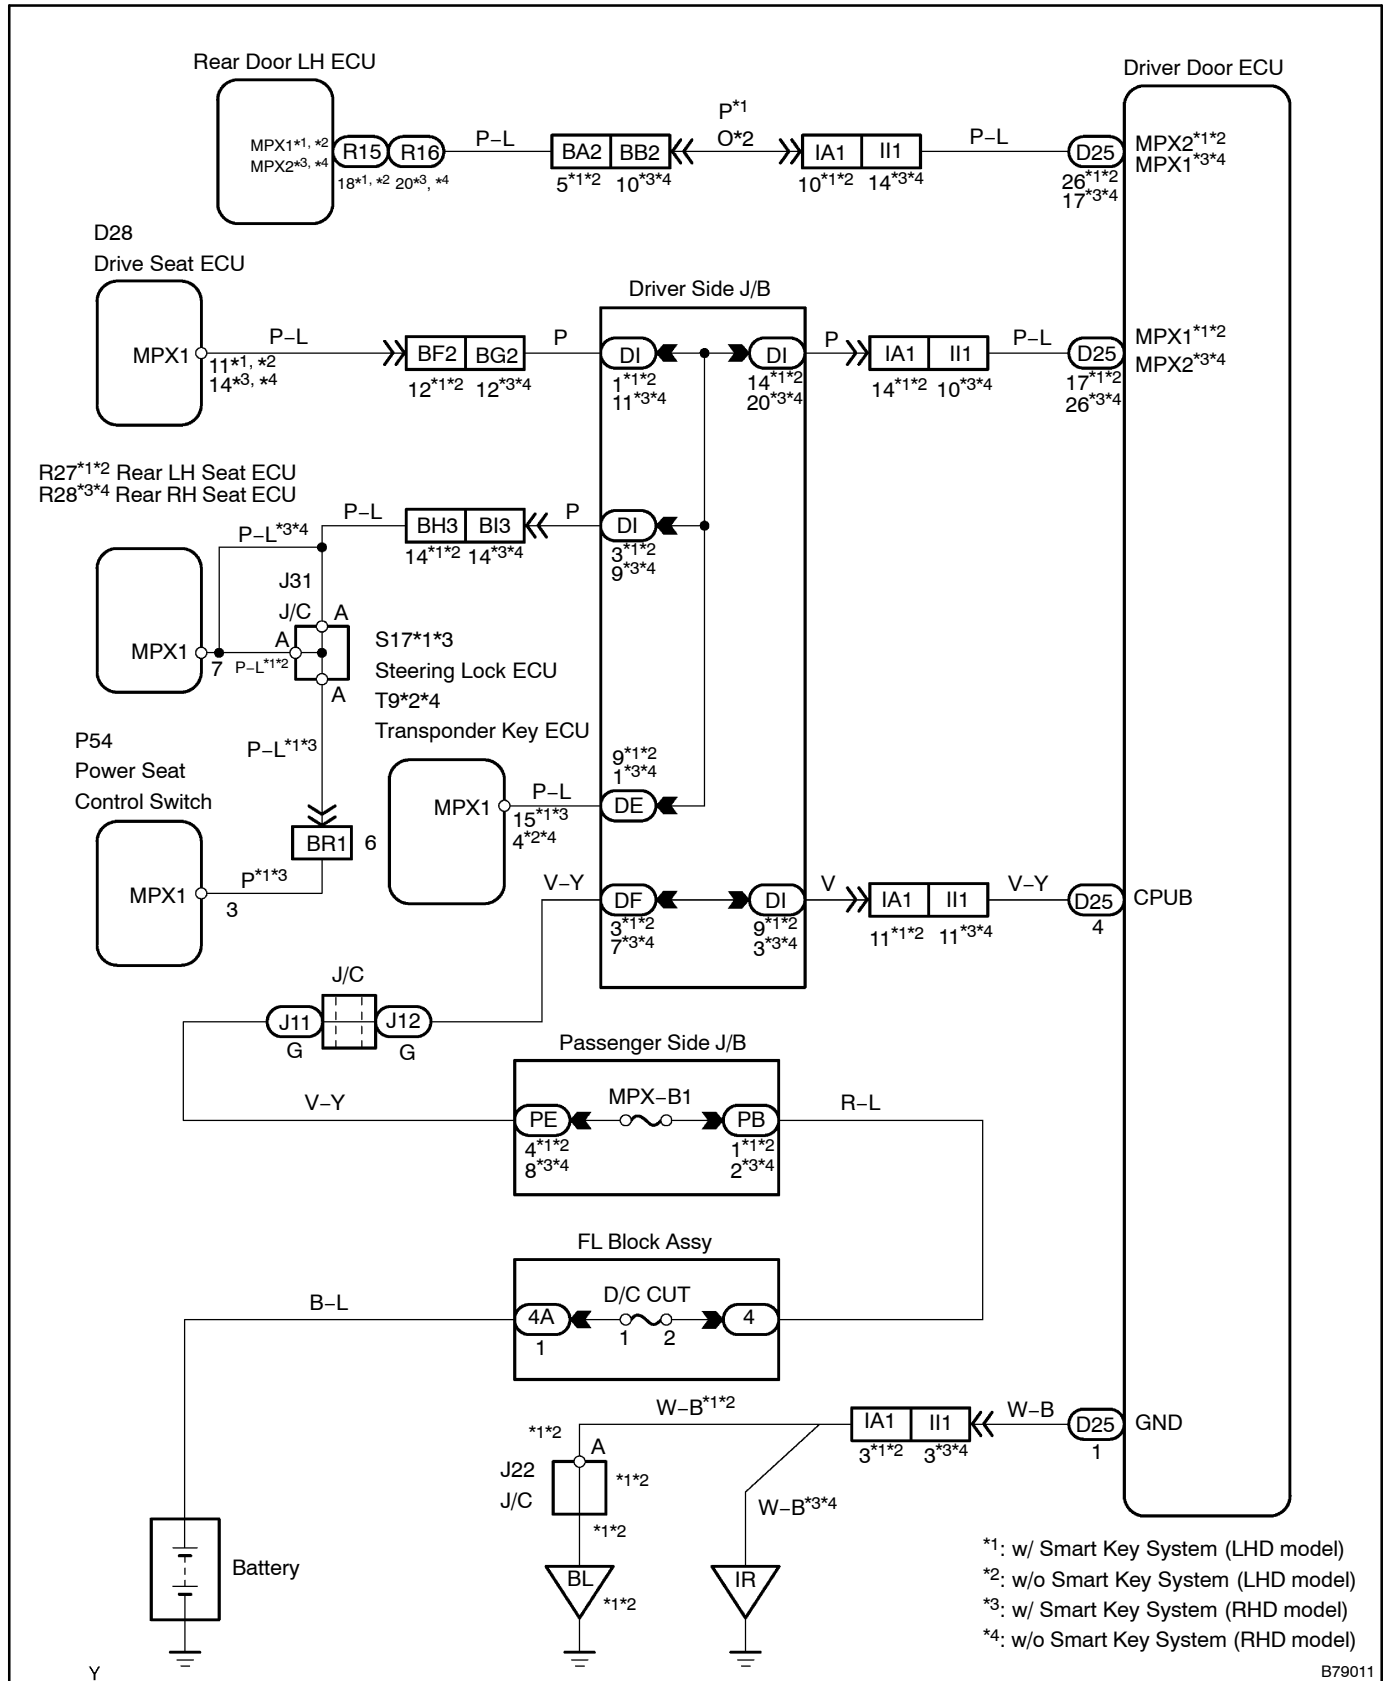 Rear Door LH ECU
Driver Door ECU
P*1
O*2
MPX1*1, *2
MPX2*3, *4
R15
R16
P–L
BA2
BB2
IA1
II1
P–L
D25
MPX2*1*2
MPX1*3*4
18*1, *2
20*3, *4
5*1*2
10*3*4
10*1*2
14*3*4
26*1*2
17*3*4
D28
Drive Seat ECU
Driver Side J/B
MPX1
11*1, *2
14*3, *4
P–L
BF2
BG2
12*1*2
12*3*4
P
DI
1*1*2
11*3*4
DI
14*1*2
20*3*4
P
IA1
II1
14*1*2
10*3*4
P–L
D25
17*1*2
26*3*4
MPX1*1*2
MPX2*3*4
R27*1*2 Rear LH Seat ECU
R28*3*4 Rear RH Seat ECU
P–L*3*4
P–L
BH3
BI3
14*1*2
14*3*4
P
DI
3*1*2
9*3*4
J31
J/C
A
A
MPX1
7
P–L*1*2
A
S17*1*3
Steering Lock ECU
T9*2*4
Transponder Key ECU
P54
Power Seat
Control Switch
P–L*1*3
BR1
6
MPX1
3
P*1*3
MPX1
P–L
15*1*3
4*2*4
9*1*2
1*3*4
DE
V–Y
DF
3*1*2
7*3*4
DI
9*1*2
3*3*4
V
IA1
II1
11*1*2
11*3*4
V–Y
D25
4
CPUB
J/C
J11
J12
G
G
Passenger Side J/B
V–Y
PE
4*1*2
8*3*4
MPX–B1
PB
1*1*2
2*3*4
R–L
FL Block Assy
B–L
4A
1
D/C CUT
1
2
4
W–B*1*2
IA1
II1
3*1*2
3*3*4
W–B
D25
1
GND
*1*2
A
J22
J/C
*1*2
*1*2
W–B*3*4
BL
*1*2
IR
Battery
*1: w/ Smart Key System (LHD model)
*2: w/o Smart Key System (LHD model)
*3: w/ Smart Key System (RHD model)
*4: w/o Smart Key System (RHD model)
Y
B79011